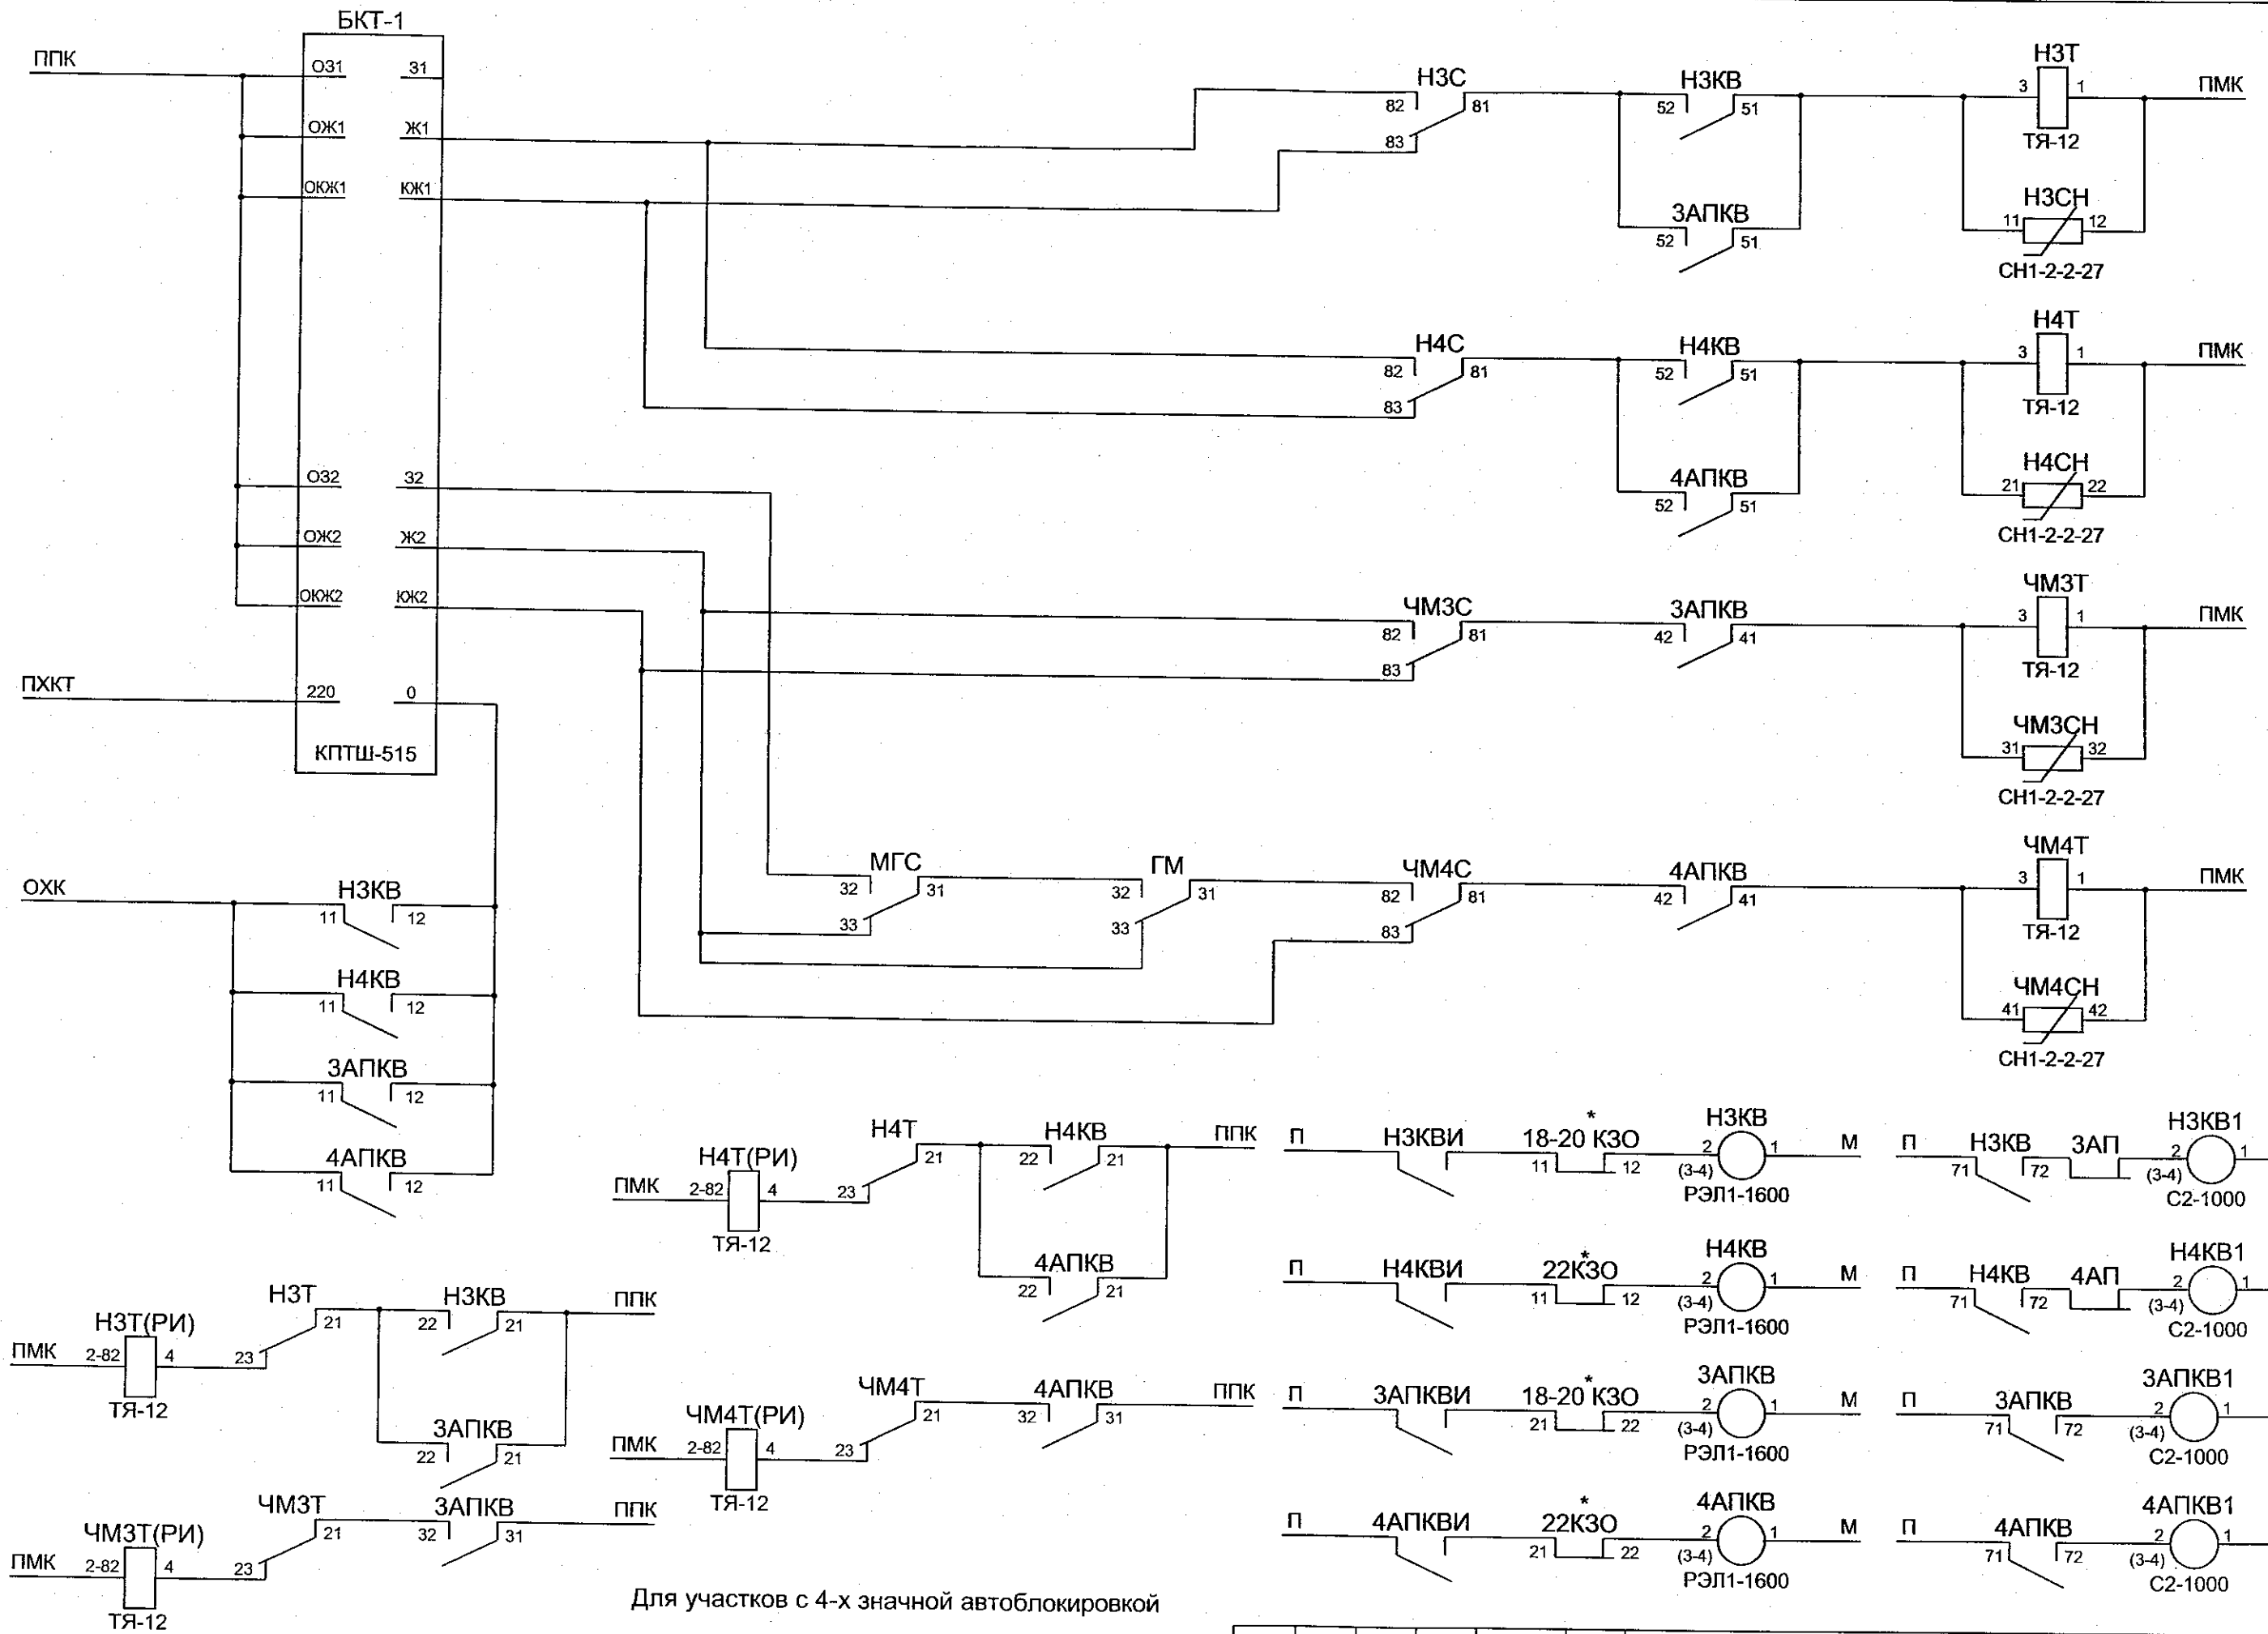 БКТ-1
ППК
ОЗ1 З1
ОЖ1 Ж1
ОКЖ1 КЖ1
ОЗ2 З2
ОЖ2 Ж2
ОКЖ2 КЖ2
ПХКТ
220 0
КПТШ-515
Н3С
82 81
83
Н3КВ
52 51
3АПКВ
52 51
Н3Т
3 1
ПМК
ТЯ-12
Н3СН
11 12
СН1-2-2-27
Н4С
82 81
83
Н4КВ
52 51
4АПКВ
52 51
Н4Т
3 1
ПМК
ТЯ-12
Н4СН
21 22
СН1-2-2-27
ЧМ3С
82 81
83
3АПКВ
42 41
ЧМ3Т
3 1
ПМК
ТЯ-12
ЧМ3СН
31 32
СН1-2-2-27
МГС
32 31
33
ГМ
32 31
33
ЧМ4С
82 81
83
4АПКВ
42 41
ЧМ4Т
3 1
ПМК
ТЯ-12
ЧМ4СН
41 42
СН1-2-2-27
ОХК
Н3КВ
11 12
Н4КВ
11 12
3АПКВ
11 12
4АПКВ
11 12
Н4Т(РИ)
ПМК 2-82 4
ТЯ-12
Н4Т
23 21
Н4КВ
22 21
ППК
4АПКВ
22 21
Н3Т(РИ)
ПМК 2-82 4
ТЯ-12
Н3Т
23 21
Н3КВ
22 21
ППК
3АПКВ
22 21
ЧМ4Т(РИ)
ПМК 2-82 4
ТЯ-12
ЧМ4Т
23 21
4АПКВ
32 31
ППК
ЧМ3Т(РИ)
ПМК 2-82 4
ТЯ-12
ЧМ3Т
23 21
3АПКВ
32 31
ППК
П Н3КВИ
*
18-20 КЗО
11 12
Н3КВ
2 1 М
(3-4)
РЭЛ1-1600
П Н3КВ 3АП
71 72
Н3КВ1
2 1
(3-4)
С2-1000
П Н4КВИ
*
22КЗО
11 12
Н4КВ
2 1 М
(3-4)
РЭЛ1-1600
П Н4КВ 4АП
71 72
Н4КВ1
2 1
(3-4)
С2-1000
П 3АПКВИ
*
18-20 КЗО
21 22
3АПКВ
2 1 М
(3-4)
РЭЛ1-1600
П 3АПКВ
71 72
3АПКВ1
2 1
(3-4)
С2-1000
П 4АПКВИ
*
22КЗО
21 22
4АПКВ
2 1 М
(3-4)
РЭЛ1-1600
П 4АПКВ
71 72
4АПКВ1
2 1
(3-4)
С2-1000
Для участков с 4-х значной автоблокировкой